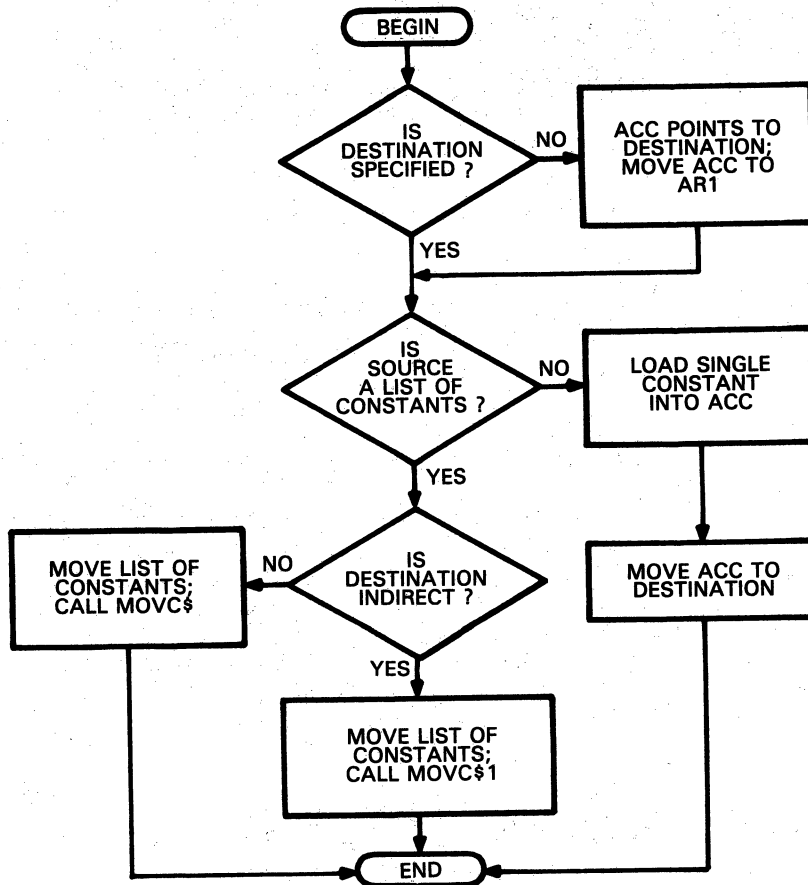 BEGIN
IS
DESTINATION
SPECIFIED ?
NO
ACC POINTS TO
DESTINATION;
MOVE ACC TO
AR1
YES
IS
SOURCE
A LIST OF
CONSTANTS ?
NO
LOAD SINGLE
CONSTANT
INTO ACC
YES
MOVE LIST OF
CONSTANTS;
CALL MOVC$
NO
IS
DESTINATION
INDIRECT ?
MOVE ACC TO
DESTINATION
YES
MOVE LIST OF
CONSTANTS;
CALL MOVC$1
END